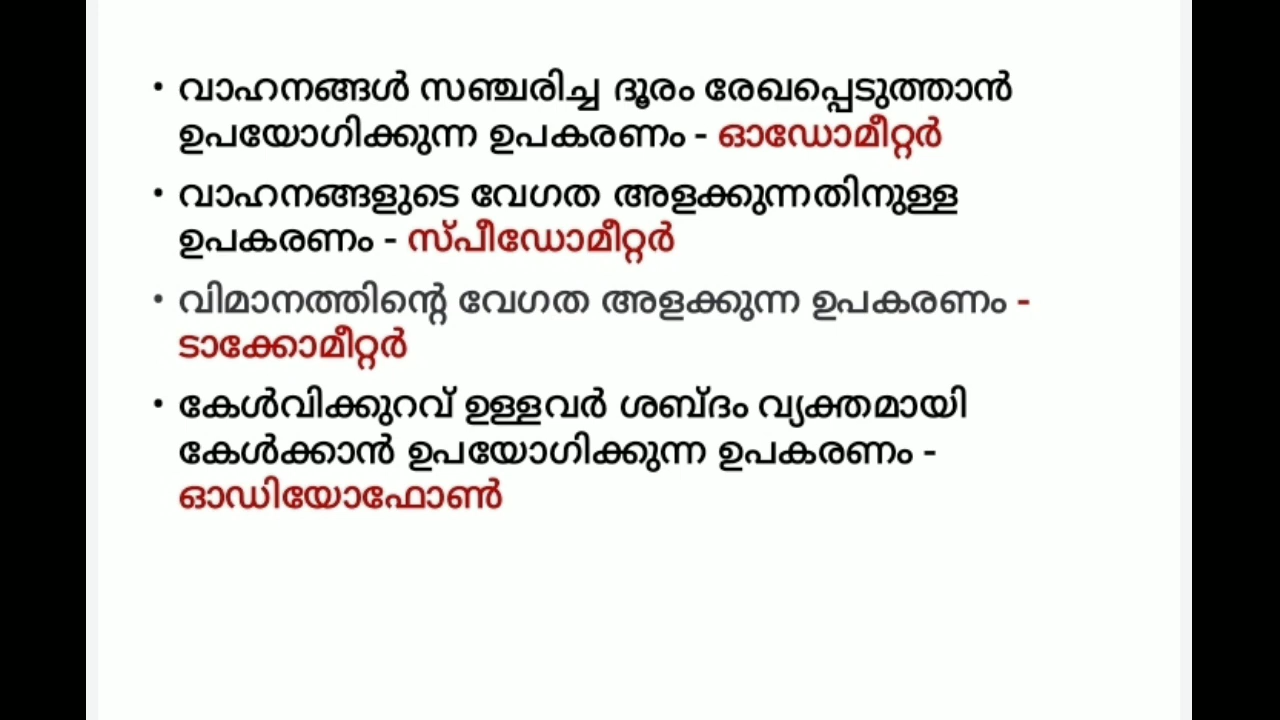 • വാഹനങ്ങൾ സഞ്ചരിച്ച ദൂരം രേഖപ്പെടുത്താൻ
ഉപയോഗിക്കുന്ന ഉപകരണം - ഓഡോമീറ്റർ
• വാഹനങ്ങളുടെ വേഗത അളക്കുന്നതിനുള്ള
ഉപകരണം - സ്പീഡോമീറ്റർ
• വിമാനത്തിന്റെ വേഗത അളക്കുന്ന ഉപകരണം -
ടാക്കോമീറ്റർ
• കേൾവിക്കുറവ് ഉള്ളവർ ശബ്ദം വ്യക്തമായി
കേൾക്കാൻ ഉപയോഗിക്കുന്ന ഉപകരണം -
ഓഡിയോഫോൺ